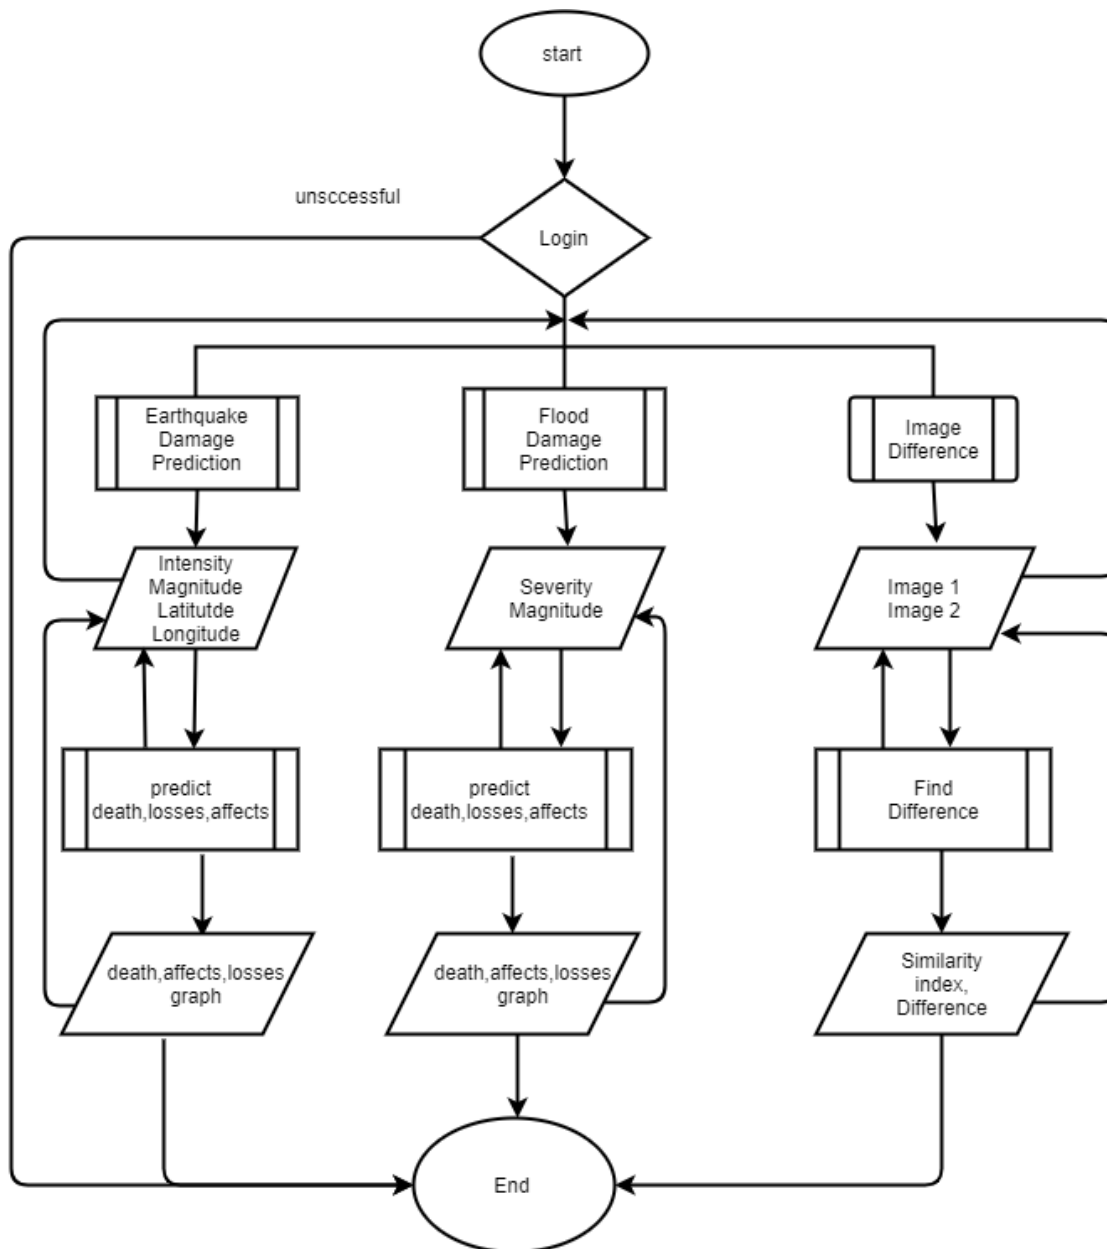 start
unsccessful
Login
Earthquake
Damage
Prediction
Flood
Damage
Prediction
Image
Difference
Intensity
Magnitude
Latitutde
Longitude
Severity
Magnitude
Image 1
Image 2
predict
death,losses,affects
predict
death,losses,affects
Find
Difference
death,affects,losses
graph
death,affects,losses
graph
Similarity
index,
Difference
End